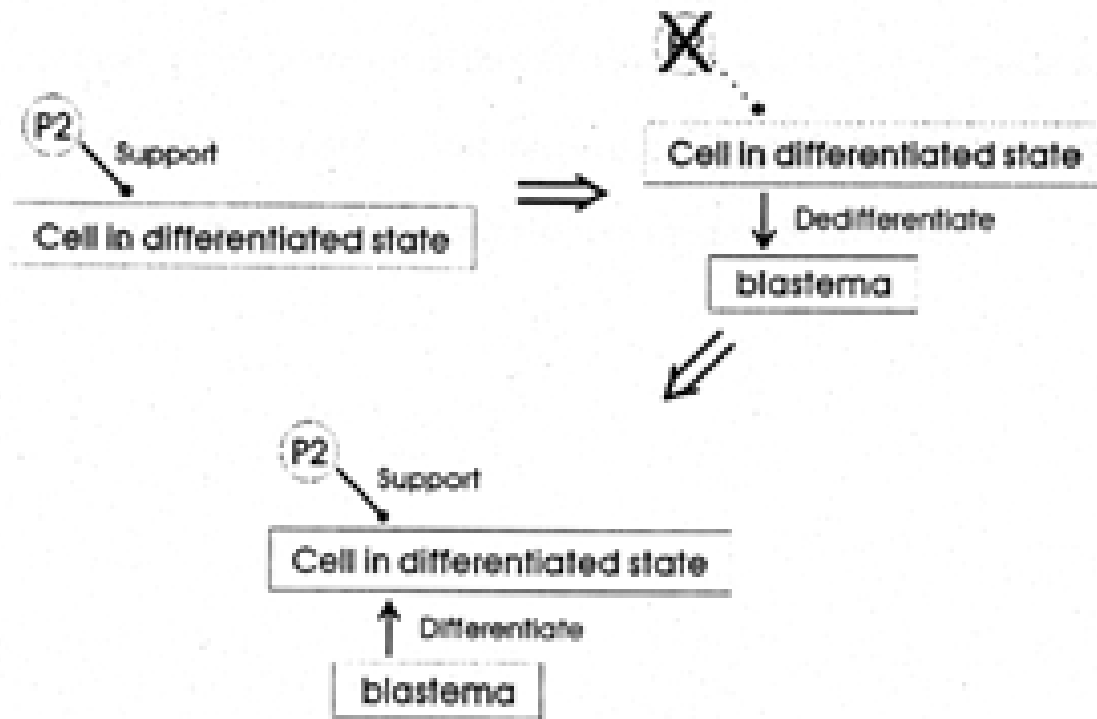 P2
Support
Cell in differentiated state
Cell in differentiated state
Dedifferentiate
blastema
P2
Support
Cell in differentiated state
Differentiate
blastema